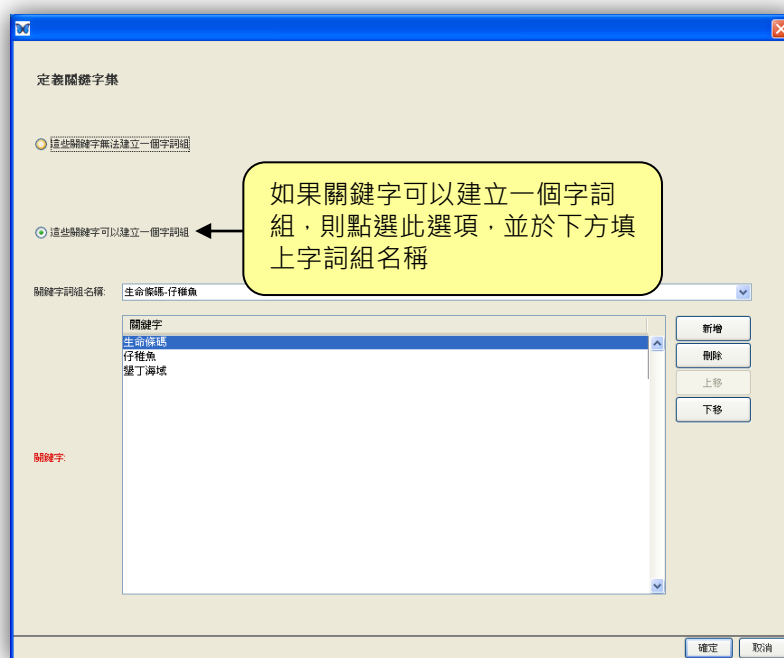 定義關鍵字集
這些關鍵字無法建立一個字詞組
如果關鍵字可以建立一個字詞
組，則點選此選項，並於下方填
上字詞組名稱
這些關鍵字可以建立一個字詞組
關鍵字詞組名稱:
生命條碼-仔稚魚
關鍵字
新增
生命條碼
仔稚魚
刪除
墾丁海域
上移
下移
關鍵字:
確定
取消